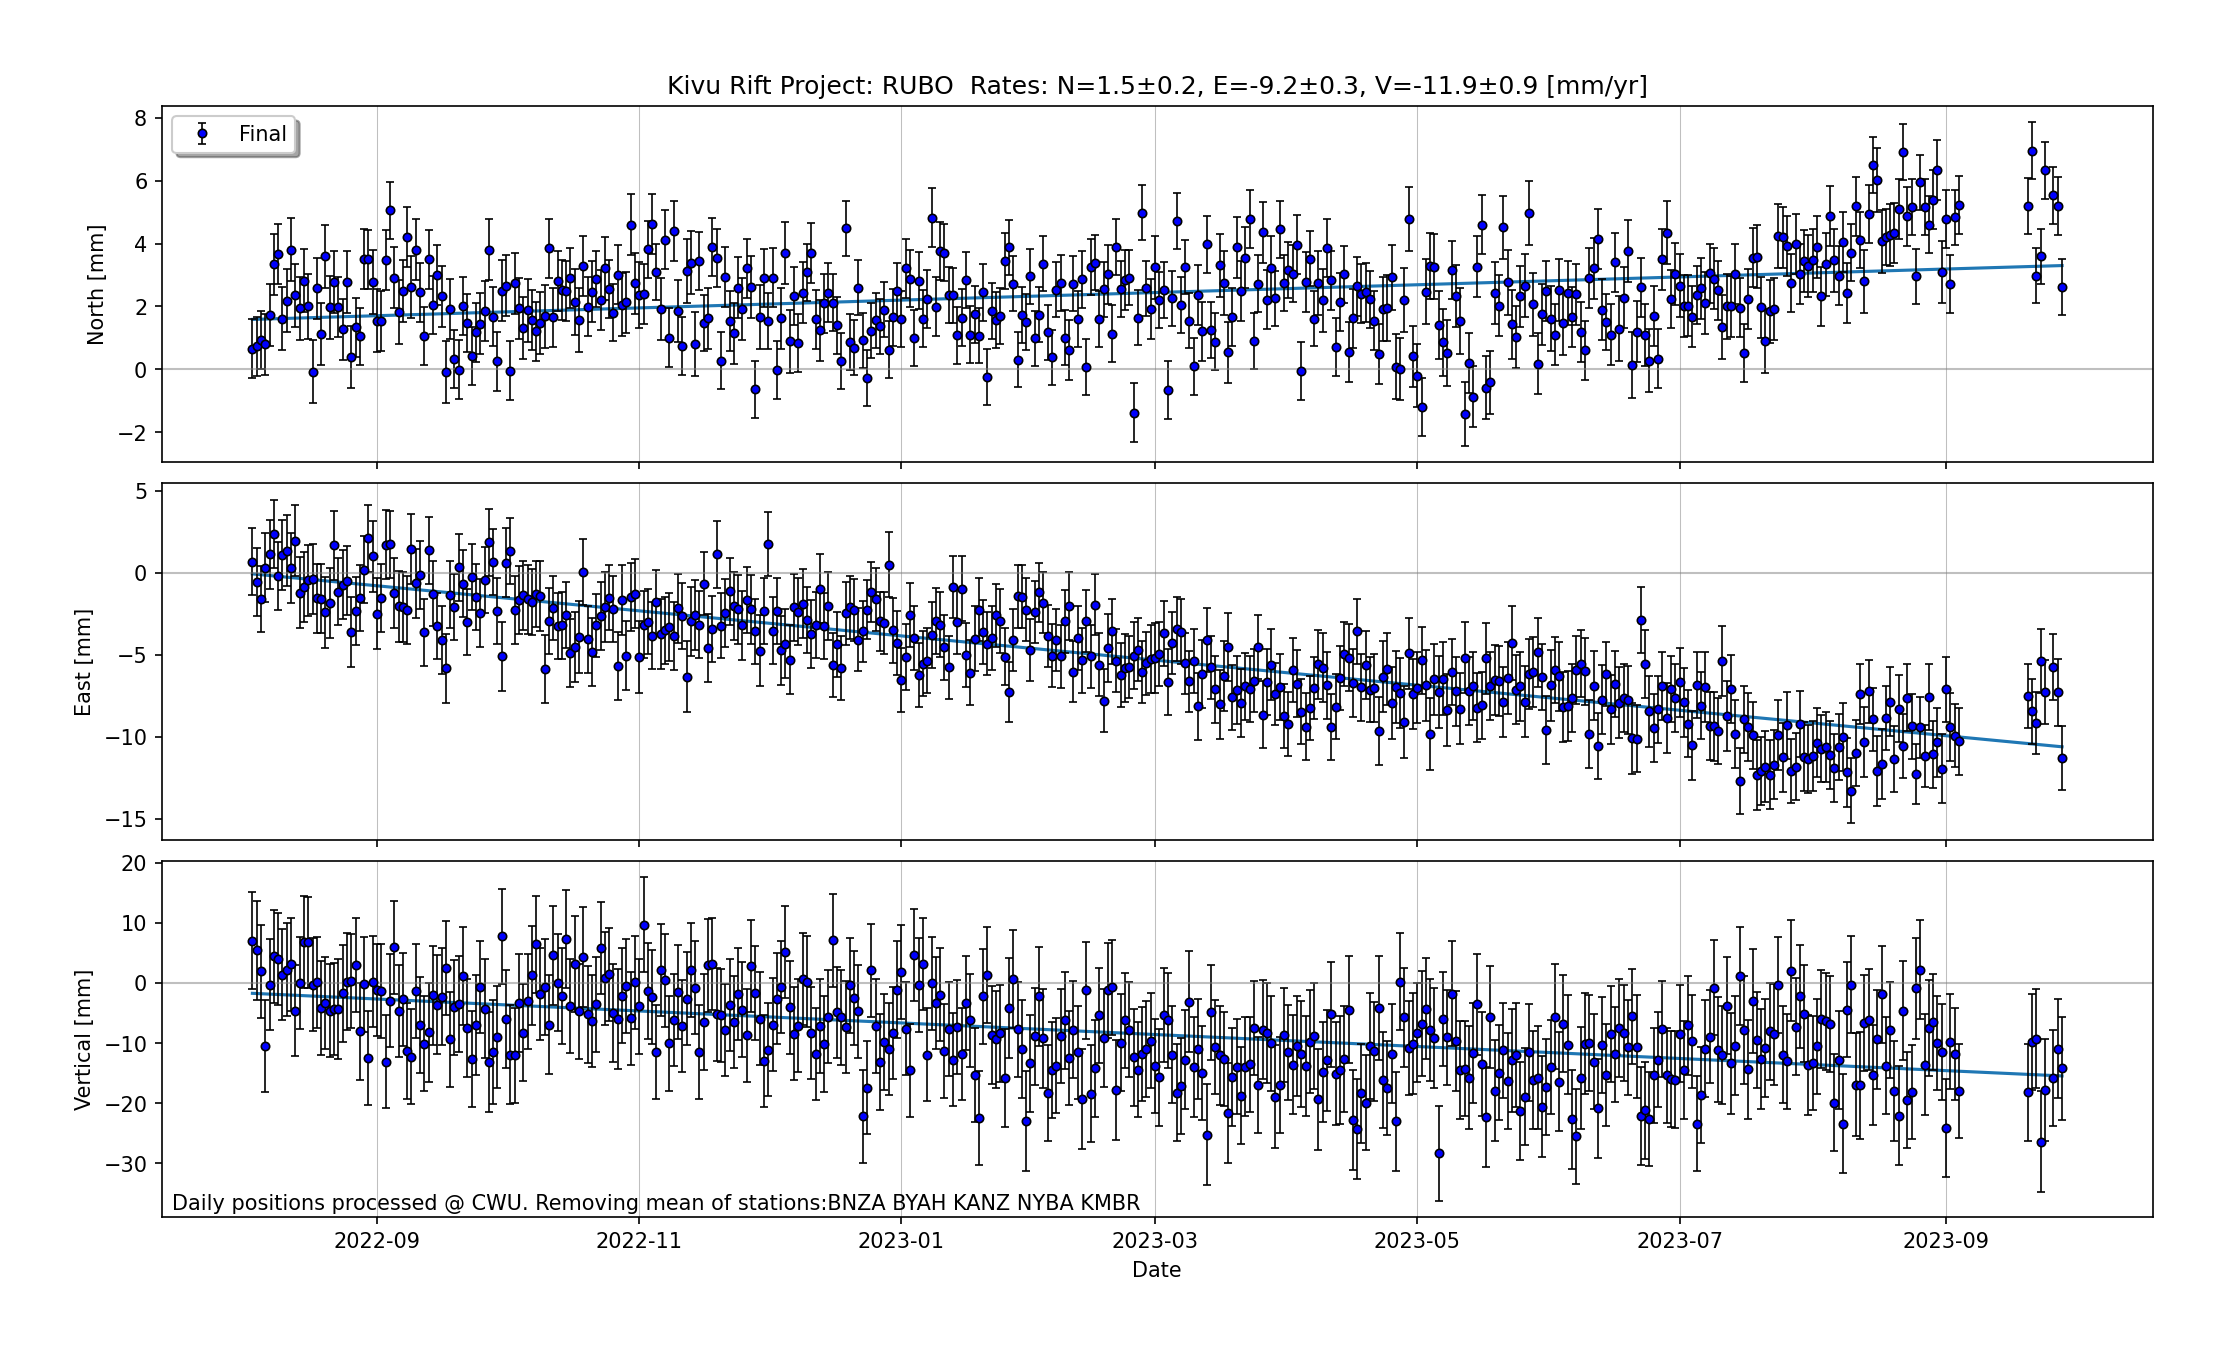 Kivu Rift Project: RUBO  Rates: N=1.5±0.2, E=-9.2±0.3, V=-11.9±0.9 [mm/yr]
Final
North [mm]
8
6
4
2
0
−2
East [mm]
5
0
−5
−10
−15
Vertical [mm]
20
10
0
−10
−20
−30
Daily positions processed @ CWU. Removing mean of stations:BNZA BYAH KANZ NYBA KMBR
2022-09 2022-11 2023-01 2023-03 2023-05 2023-07 2023-09
Date